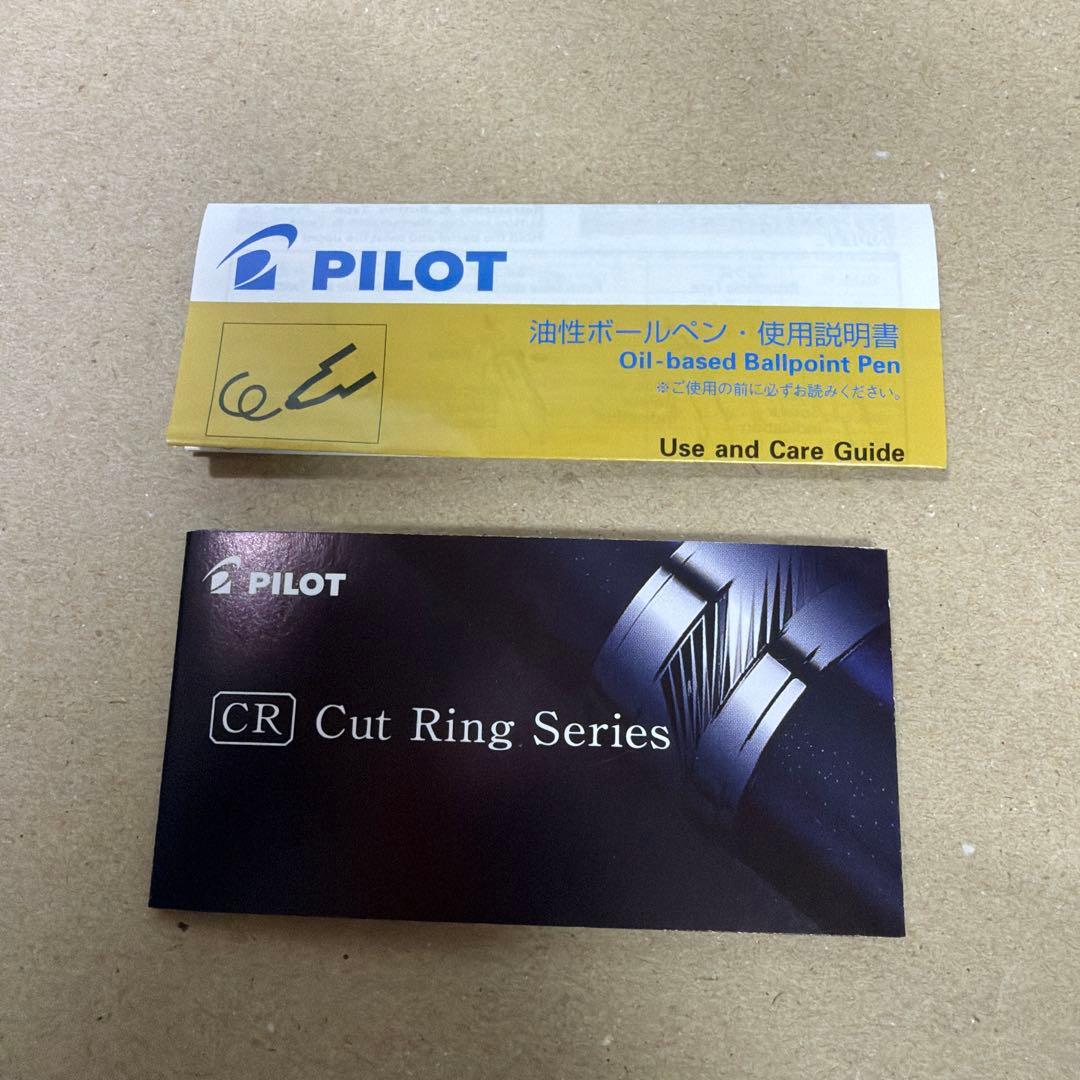 PILOT
油性ボールペン・使用説明書
Oil-based Ballpoint Pen
※ご使用の前に必ずお読みください。
Use and Care Guide
PILOT
CR Cut Ring Series